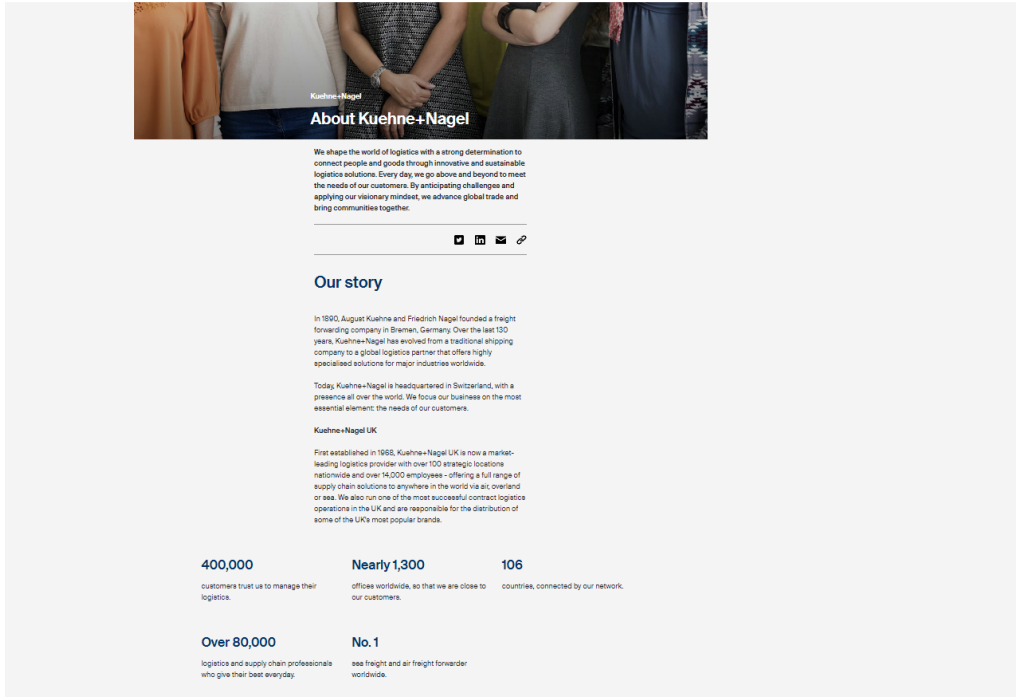 Kuehne+Nagel
About Kuehne+Nagel
We shape the world of logistics with a strong determination to
connect people and goods through innovative and sustainable
logistics solutions. Every day, we go above and beyond to meet
the needs of our customers. By anticipating challenges and
applying our visionary mindset, we advance global trade and
bring communities together.
Our story
In 1890, August Kuehne and Friedrich Nagel founded a freight
forwarding company in Bremen, Germany. Over the last 130
years, Kuehne+Nagel has evolved from a traditional shipping
company to a global logistics partner that offers highly
specialised solutions for major industries worldwide.
Today, Kuehne+Nagel is headquartered in Switzerland, with a
presence all over the world. We focus our business on the most
essential element: the needs of our customers.
Kuehne+Nagel UK
First established in 1968, Kuehne+Nagel UK is now a market-
leading logistics provider with over 100 strategic locations
nationwide and over 14,000 employees - offering a full range of
supply chain solutions to anywhere in the world via air, overland
or sea. We also run one of the most successful contract logistics
operations in the UK and are responsible for the distribution of
some of the UK's most popular brands.
400,000
customers trust us to manage their
logistics.
Nearly 1,300
offices worldwide, so that we are close to
our customers.
106
countries, connected by our network.
Over 80,000
logistics and supply chain professionals
who give their best everyday.
No. 1
sea freight and air freight forwarder
worldwide.